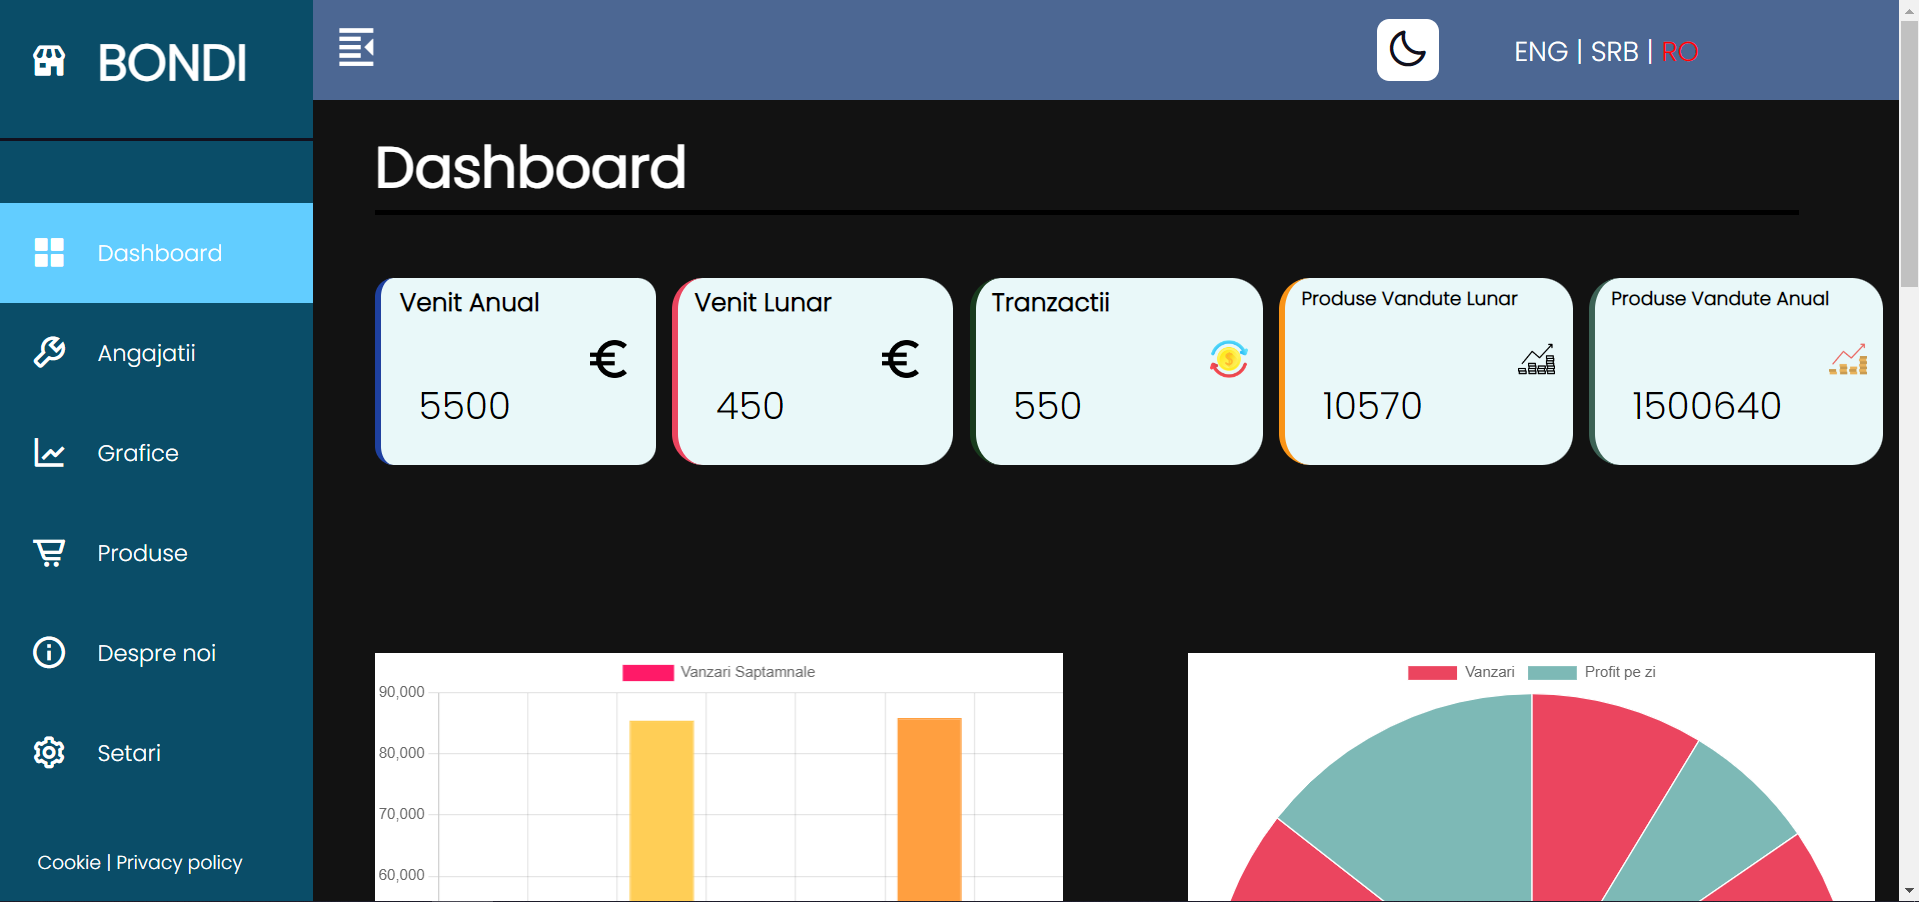 BONDI
ENG | SRB | RO
Dashboard
Angajatii
Grafice
Produse
Despre noi
Setari
Cookie | Privacy policy
Dashboard
Venit Anual
€
5500
Venit Lunar
€
450
Tranzactii
550
Produse Vandute Lunar
10570
Produse Vandute Anual
1500640
Vanzari Saptamnale
90,000
80,000
70,000
60,000
Vanzari
Profit pe zi